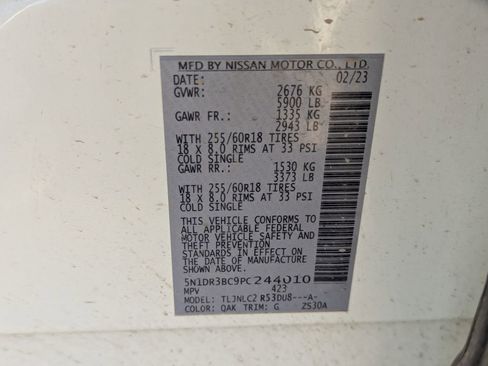 MFD BY NISSAN MOTOR CO., LTD.
DATE: 02/23
GVWR: 2676 KG
5900 LB
GAWR FR.: 1335 KG
2943 LB
WITH 255/60R18 TIRES
18 X 8.0 RIMS AT 33 PSI
COLD SINGLE
GAWR RR.: 1530 KG
3373 LB
WITH 255/60R18 TIRES
18 X 8.0 RIMS AT 33 PSI
COLD SINGLE
THIS VEHICLE CONFORMS TO
ALL APPLICABLE FEDERAL
MOTOR VEHICLE SAFETY AND
THEFT PREVENTION
STANDARDS IN EFFECT ON
THE DATE OF MANUFACTURE
SHOWN ABOVE.
5N1DR3BC9PC244010
MPV 423
MODEL: TLJNLC2 R53DU8---A-
COLOR: QAK TRIM: G ZS30A